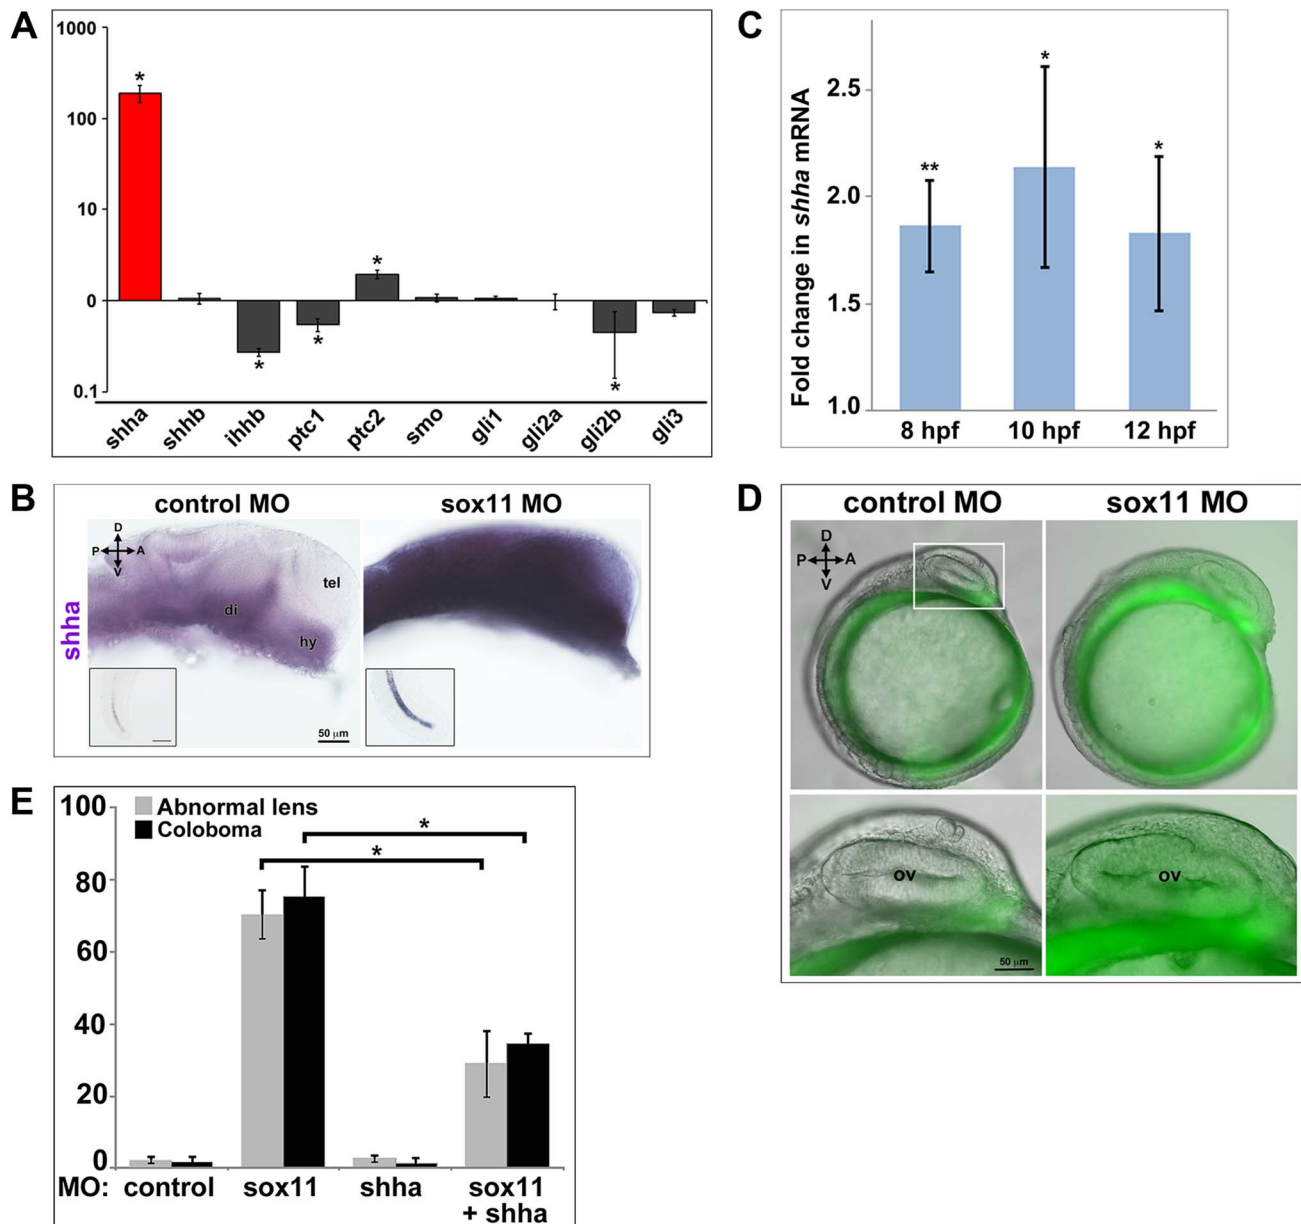 A
1000
100
10
0
0.1
*
*
*
*
*
shha
shhb
ihhb
ptc1
ptc2
smo
gli1
gli2a
gli2b
gli3
C
Fold change in shha mRNA
2.5
2.0
1.5
1.0
**
*
*
8 hpf
10 hpf
12 hpf
B
control MO
sox11 MO
shha
D
P A
V
tel
di
hy
50 μm
D
control MO
sox11 MO
D
P A
V
ov
ov
50 μm
E
100
80
60
40
20
0
Abnormal lens
Coloboma
*
*
MO: control sox11 shha sox11
+ shha